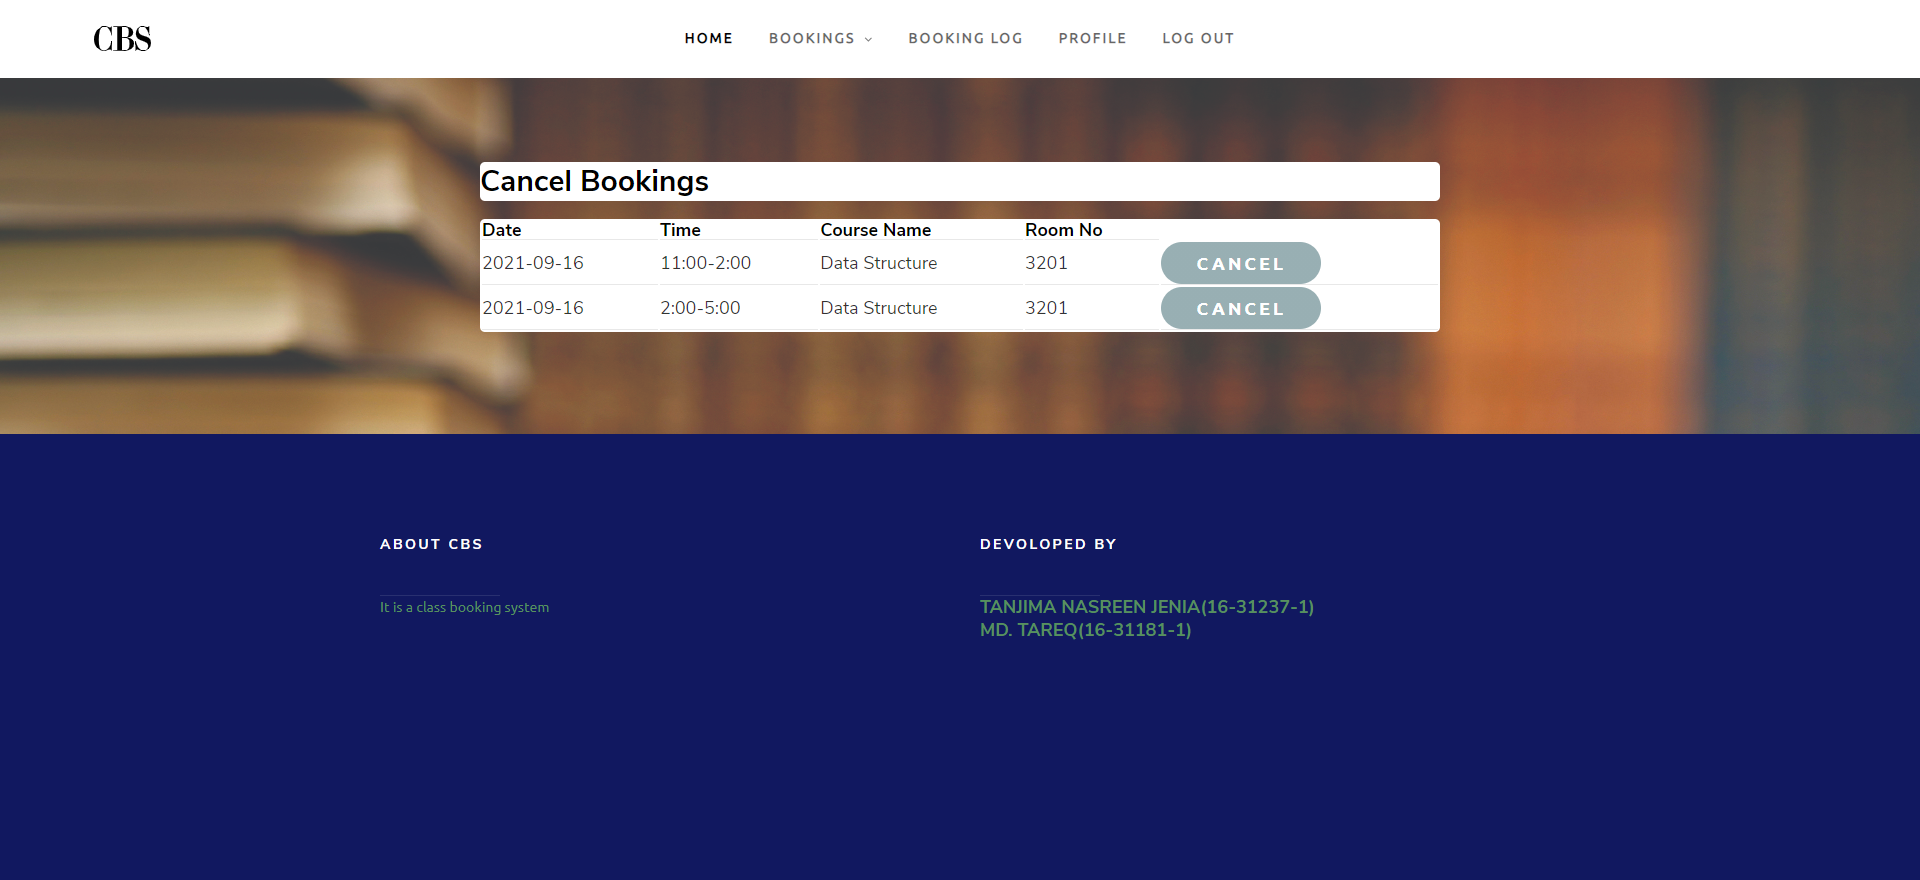 CBS
HOME BOOKINGS BOOKING LOG PROFILE LOG OUT
Cancel Bookings
Date Time Course Name Room No
2021-09-16 11:00-2:00 Data Structure 3201 CANCEL
2021-09-16 2:00-5:00 Data Structure 3201 CANCEL
ABOUT CBS
It is a class booking system
DEVOLOPED BY
TANJIMA NASREEN JENIA(16-31237-1)
MD. TAREQ(16-31181-1)